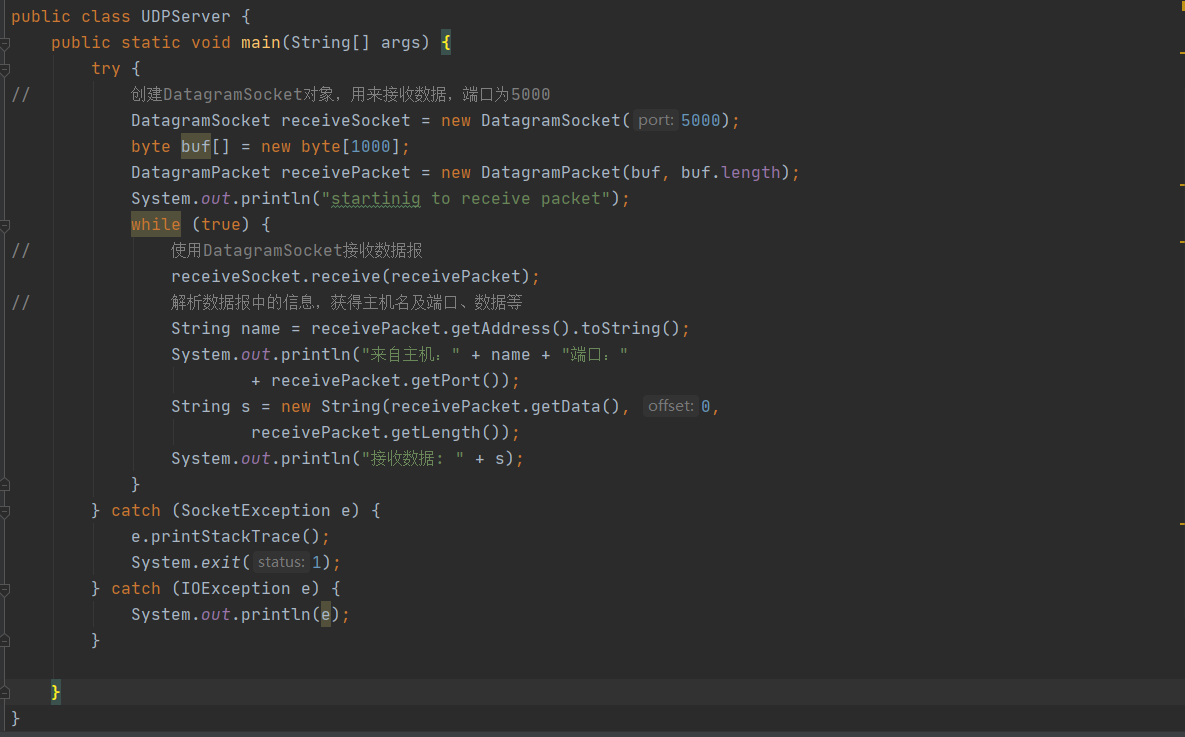 public class UDPServer {
public static void main(String[] args) {
try {
// 创建DatagramSocket对象，用来接收数据，端口为5000
DatagramSocket receiveSocket = new DatagramSocket( port: 5000);
byte buf[] = new byte[1000];
DatagramPacket receivePacket = new DatagramPacket(buf, buf.length);
System.out.println("startinig to receive packet");
while (true) {
// 使用DatagramSocket接收数据报
receiveSocket.receive(receivePacket);
// 解析数据报中的信息，获得主机名及端口、数据等
String name = receivePacket.getAddress().toString();
System.out.println("来自主机：" + name + "端口："
+ receivePacket.getPort());
String s = new String(receivePacket.getData(), offset: 0,
receivePacket.getLength());
System.out.println("接收数据: " + s);
}
} catch (SocketException e) {
e.printStackTrace();
System.exit( status: 1);
} catch (IOException e) {
System.out.println(e);
}
}
}